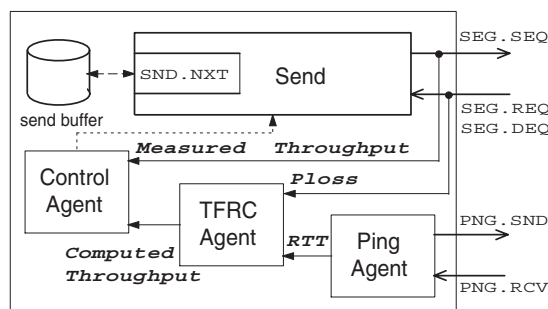 SEG.SEQ
Send
SND.NXT
send buffer
SEG.REQ
SEG.DEQ
Measured Throughput
Control
Agent
Ploss
TFRC
Agent
Computed
Throughput
RTT
Ping
Agent
PNG.SND
PNG.RCV